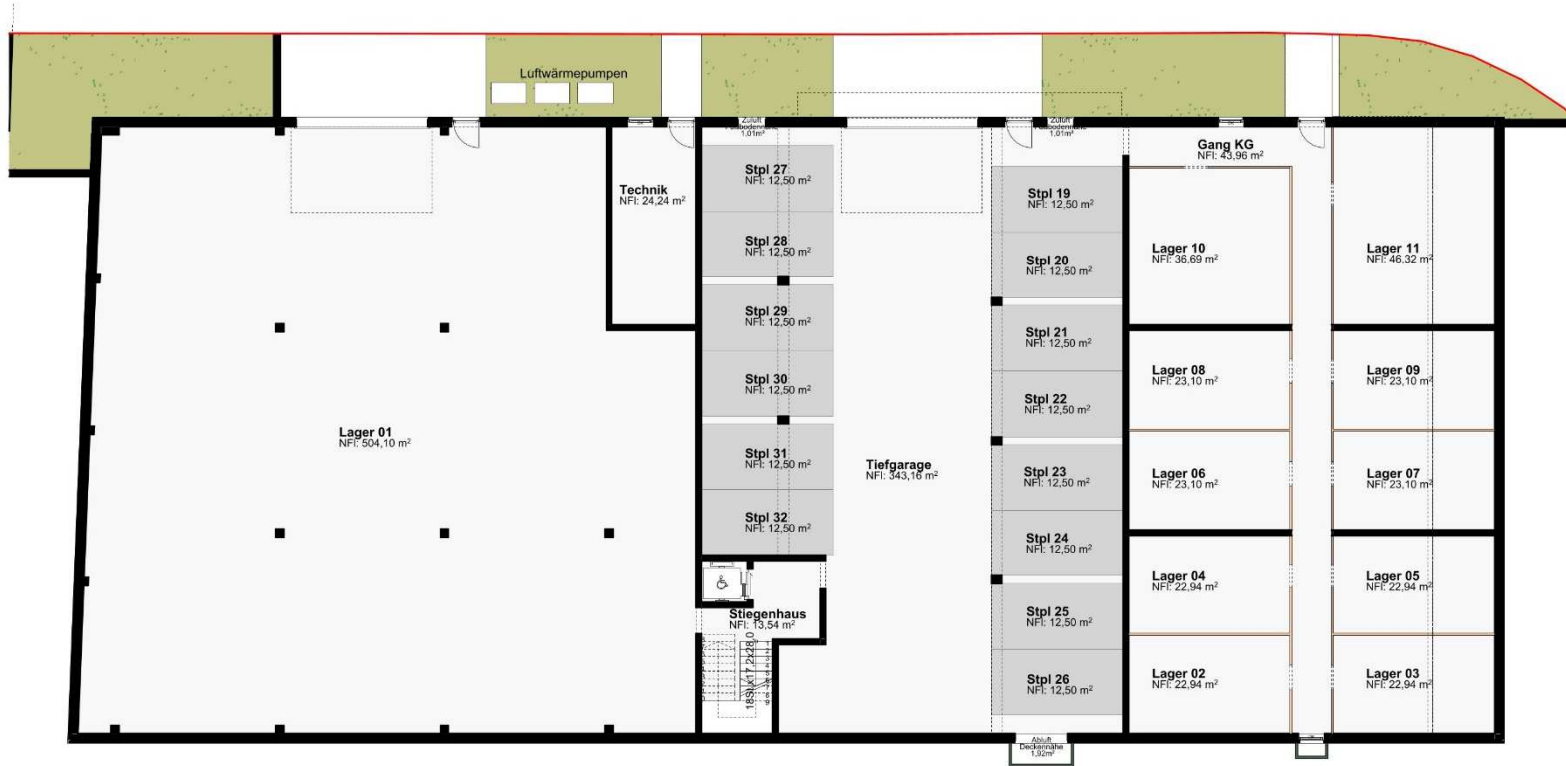 Luftwärmepumpen
Zuluft
1,01m²
Zuluft
1,01m²
Gang KG
NFl: 43,96 m²
Technik
NFl: 24,24 m²
Stpl 27
NFl: 12,50 m²
Stpl 19
NFl: 12,50 m²
Stpl 28
NFl: 12,50 m²
Stpl 20
NFl: 12,50 m²
Lager 10
NFl: 36,69 m²
Lager 11
NFl: 46,32 m²
Stpl 29
NFl: 12,50 m²
Stpl 21
NFl: 12,50 m²
Stpl 30
NFl: 12,50 m²
Stpl 22
NFl: 12,50 m²
Lager 08
NFl: 23,10 m²
Lager 09
NFl: 23,10 m²
Lager 01
NFl: 504,10 m²
Stpl 31
NFl: 12,50 m²
Tiefgarage
NFl: 343,16 m²
Stpl 23
NFl: 12,50 m²
Lager 06
NFl: 23,10 m²
Lager 07
NFl: 23,10 m²
Stpl 32
NFl: 12,50 m²
Stpl 24
NFl: 12,50 m²
Lager 04
NFl: 22,94 m²
Lager 05
NFl: 22,94 m²
Stiegenhaus
NFl: 13,54 m²
Stpl 25
NFl: 12,50 m²
Stpl 26
NFl: 12,50 m²
Lager 02
NFl: 22,94 m²
Lager 03
NFl: 22,94 m²
Abluft
Deckennähe
1,92m²